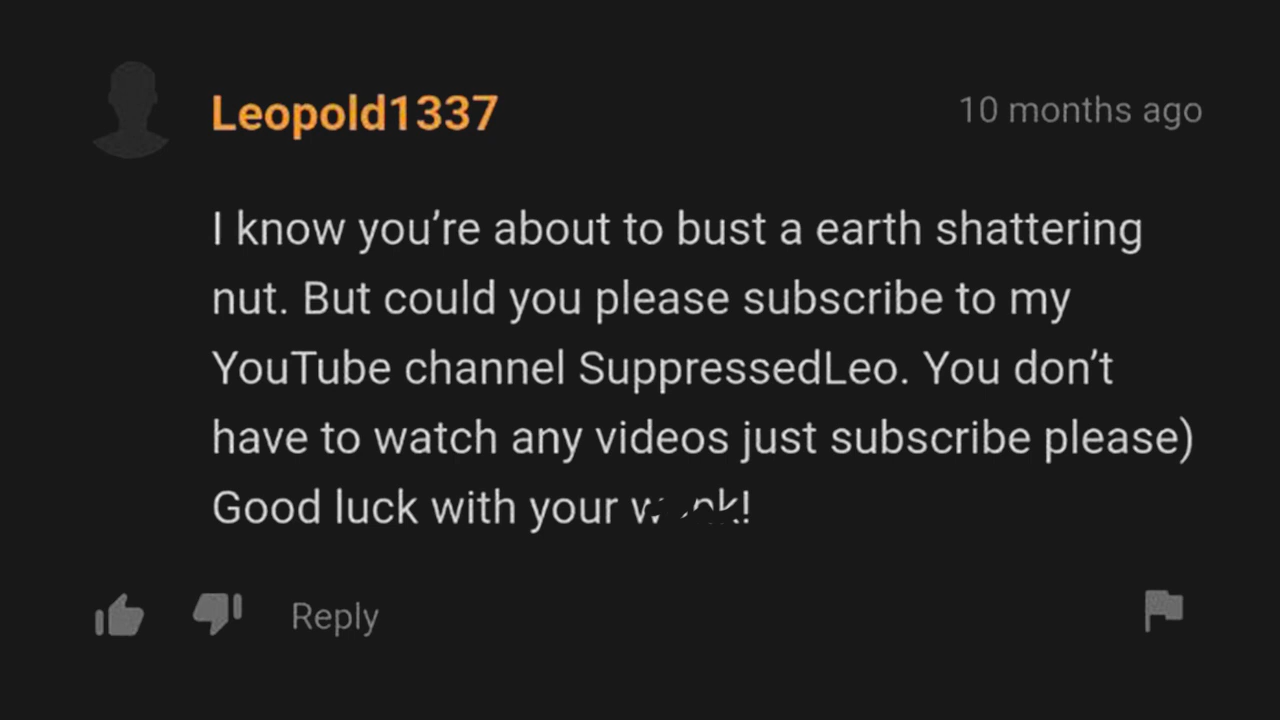 Leopold1337
10 months ago
I know you’re about to bust a earth shattering
nut. But could you please subscribe to my
YouTube channel SuppressedLeo. You don’t
have to watch any videos just subscribe please)
Good luck with your
Reply